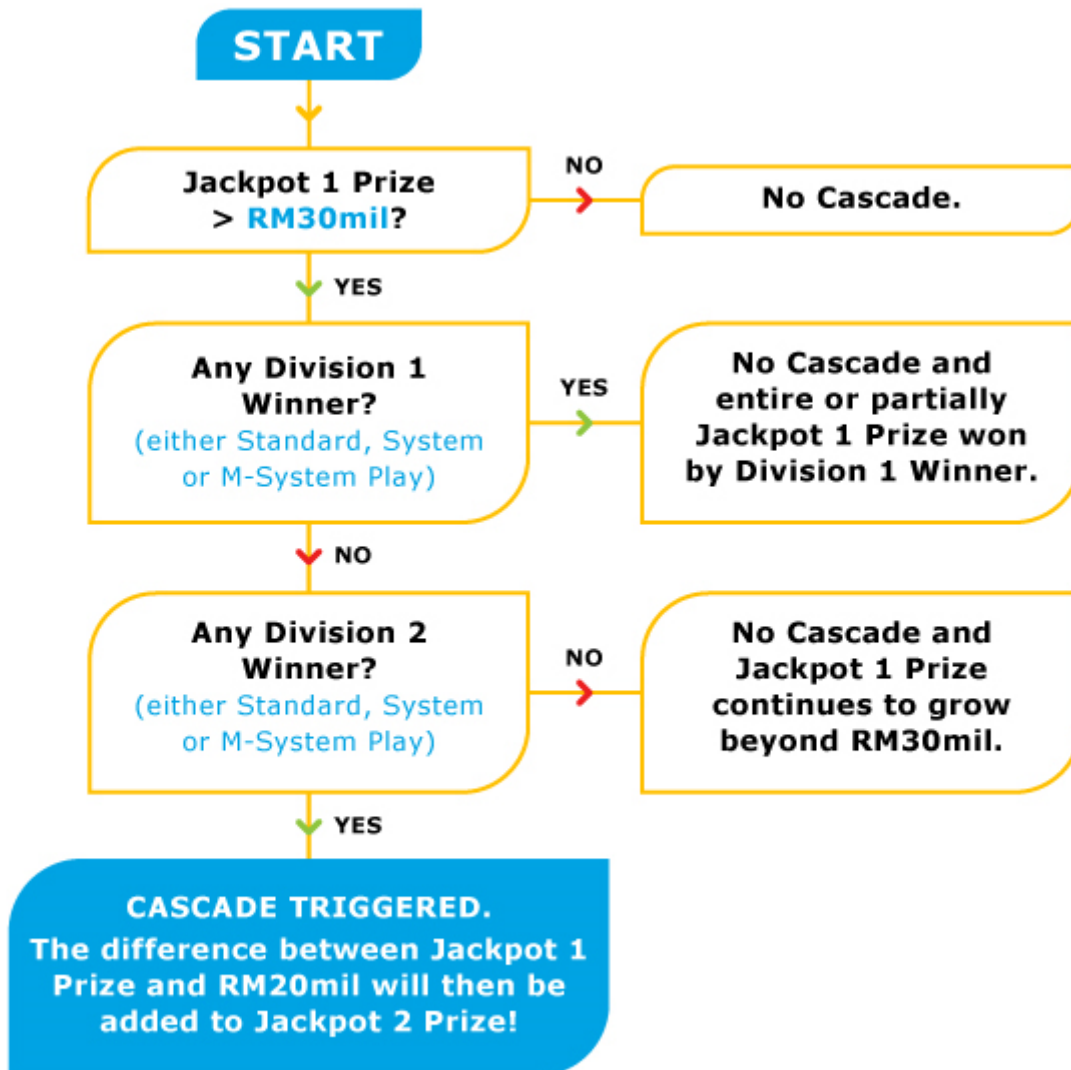 START
Jackpot 1 Prize
> RM30mil?
NO
No Cascade.
YES
Any Division 1
Winner?
(either Standard, System
or M-System Play)
YES
No Cascade and
entire or partially
Jackpot 1 Prize won
by Division 1 Winner.
NO
Any Division 2
Winner?
(either Standard, System
or M-System Play)
NO
No Cascade and
Jackpot 1 Prize
continues to grow
beyond RM30mil.
YES
CASCADE TRIGGERED.
The difference between Jackpot 1
Prize and RM20mil will then be
added to Jackpot 2 Prize!